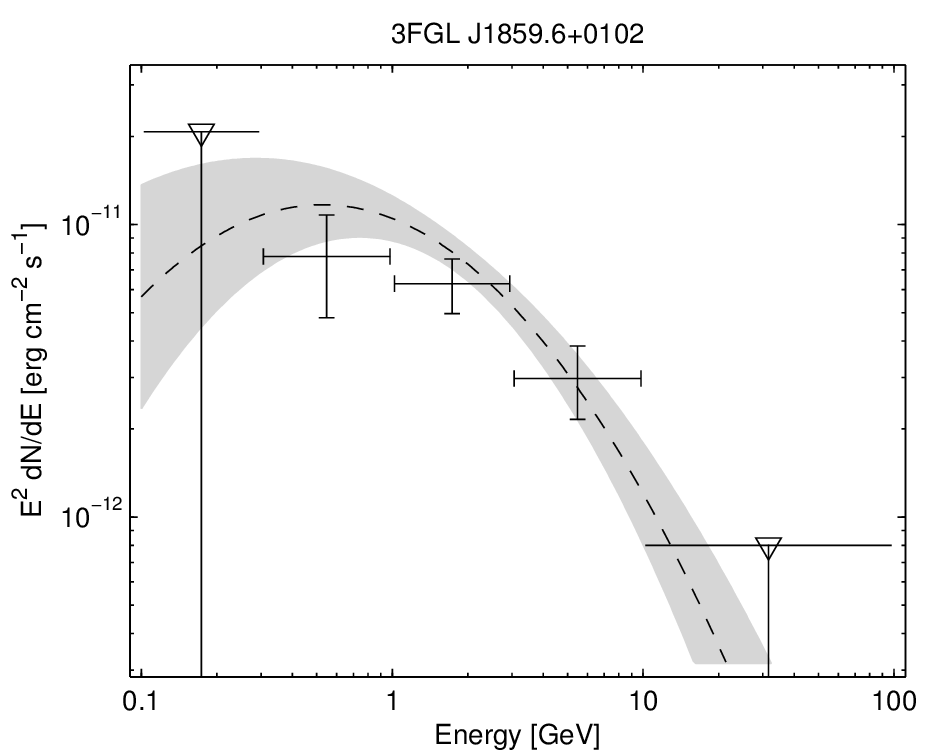 3FGL J1859.6+0102
E² dN/dE [erg cm⁻² s⁻¹]
10⁻¹¹
10⁻¹²
0.1 1 10 100
Energy [GeV]